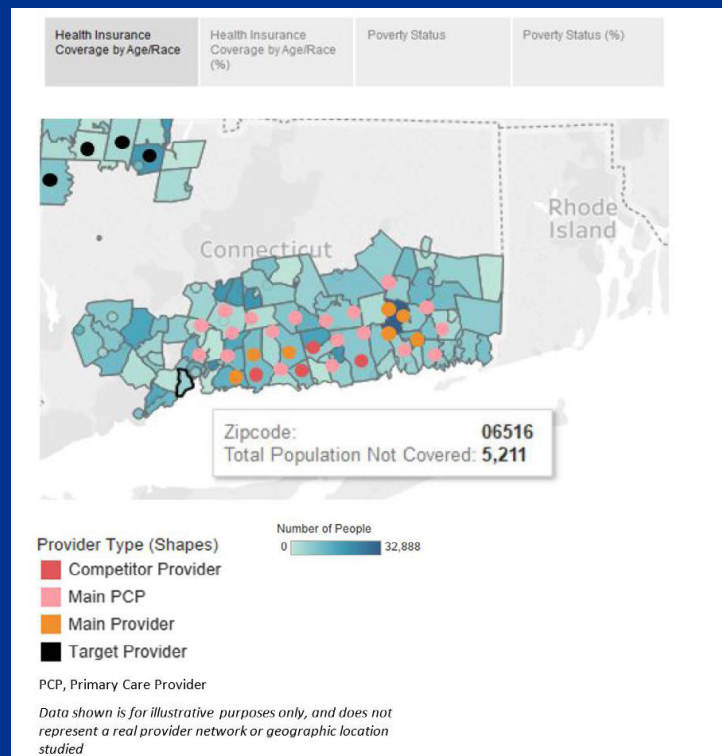 Health Insurance
Coverage by Age/Race
Health Insurance
Coverage by Age/Race
(%)
Poverty Status
Poverty Status (%)
Rhode
Island
Connecticut
Zipcode: 06516
Total Population Not Covered: 5,211
Number of People
0 32,888
Provider Type (Shapes)
Competitor Provider
Main PCP
Main Provider
Target Provider
PCP, Primary Care Provider
Data shown is for illustrative purposes only, and does not
represent a real provider network or geographic location
studied